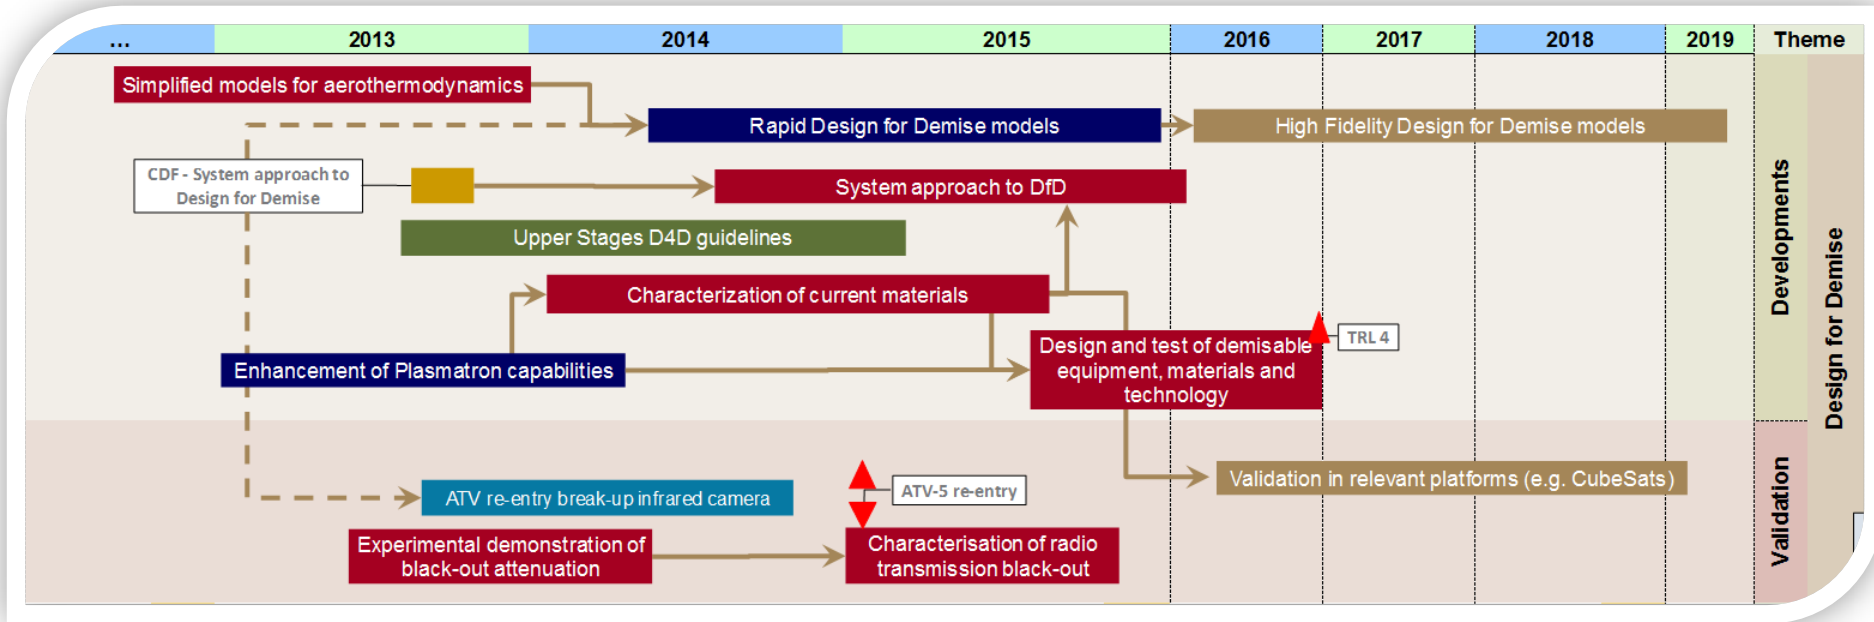 ...
2013
2014
2015
2016
2017
2018
2019
Theme
Simplified models for aerothermodynamics
Rapid Design for Demise models
High Fidelity Design for Demise models
CDF - System approach to
Design for Demise
System approach to DfD
Upper Stages D4D guidelines
Characterization of current materials
Enhancement of Plasmatron capabilities
Design and test of demisable
equipment, materials and
technology
TRL 4
Developments
Design for Demise
ATV re-entry break-up infrared camera
ATV-5 re-entry
Validation in relevant platforms (e.g. CubeSats)
Experimental demonstration of
black-out attenuation
Characterisation of radio
transmission black-out
Validation